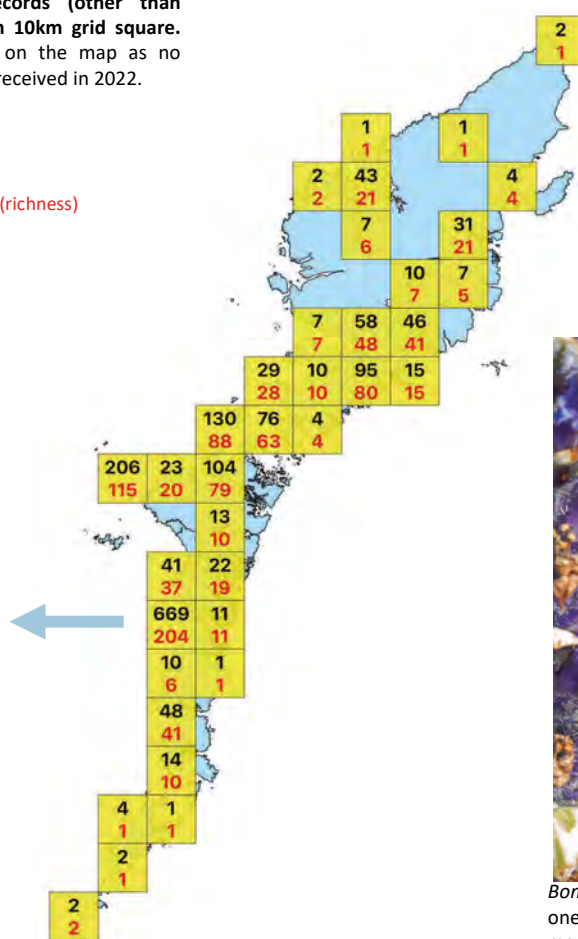 cords (other than
10km grid square.
on the map as no
received in 2022.
(richness)
2
1
1 1
1 1
2 43 4
2 21 4
7 31
6 21
10 7
7 5
7 58 46
7 48 41
29 10 95 15
28 10 80 15
130 76 4
88 63 4
206 23 104
115 20 79
13
10
41 22
37 19
669 11
204 11
10 1
6 1
48
41
14
10
4 1
1 1
2
1
2
2
Bon
one